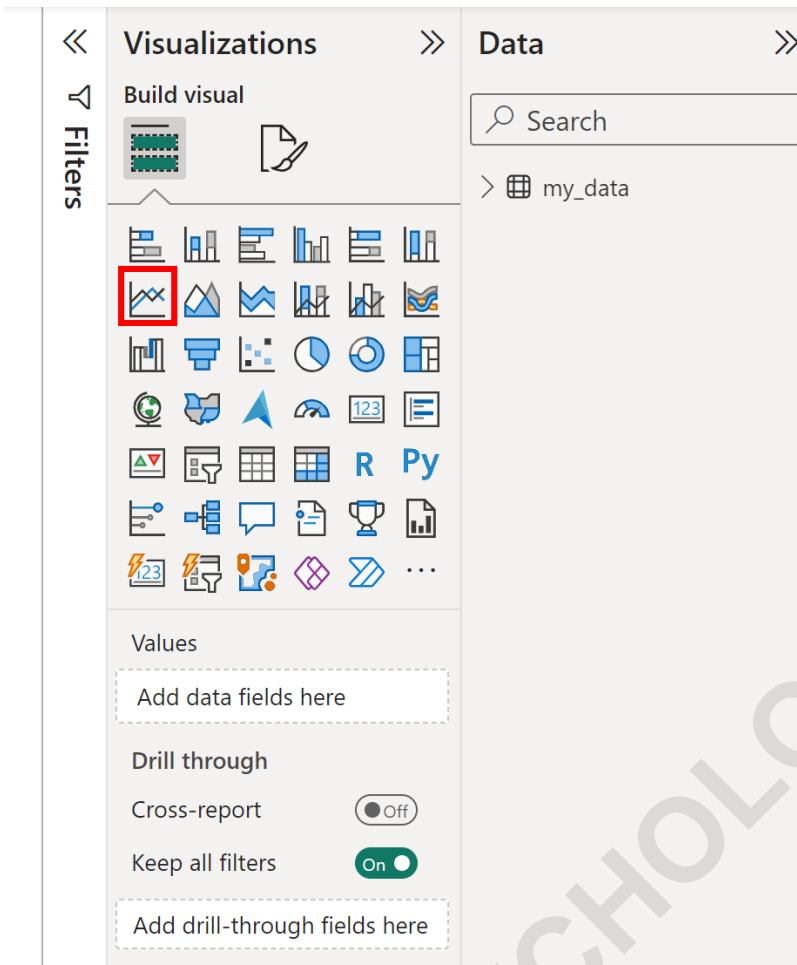 Filters
Visualizations
Build visual
123
R
Py
123
...
Values
Add data fields here
Drill through
Cross-report
Off
Keep all filters
On
Add drill-through fields here
Data
Search
my_data
CHOLO